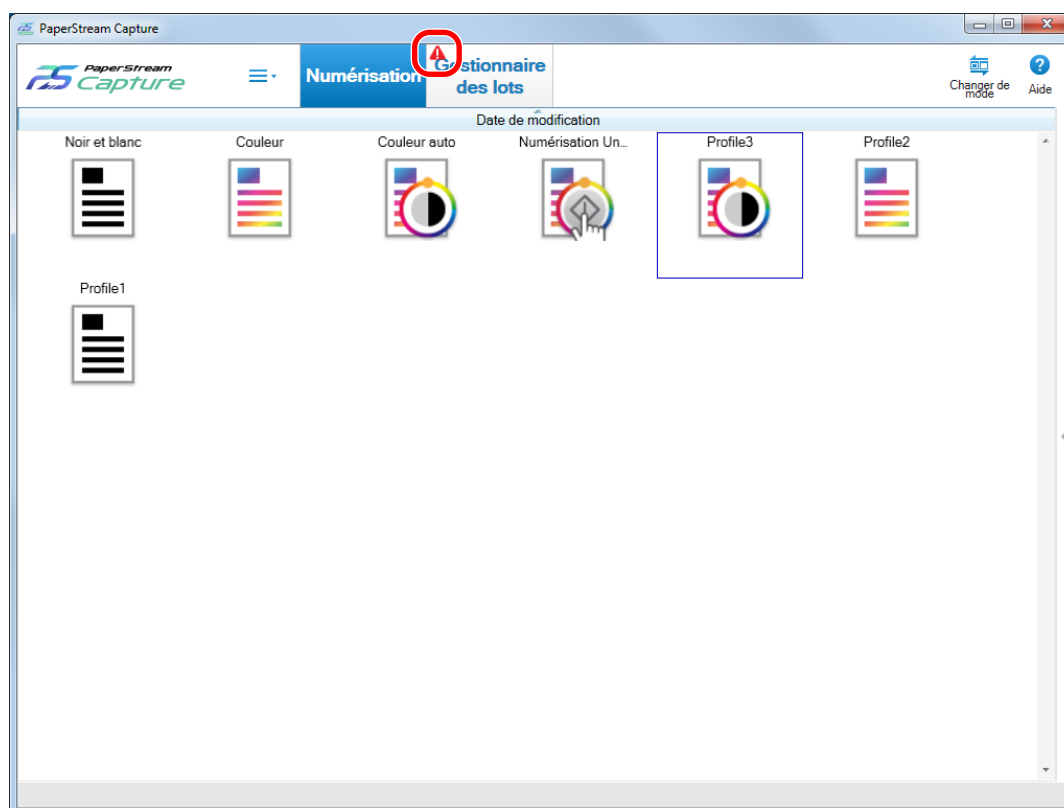 PaperStream Capture
PaperStream
Capture
Numérisation
Gestionnaire
des lots
Changer de
mode
Aide
Date de modification
Noir et blanc
Couleur
Couleur auto
Numérisation Un...
Profile3
Profile2
Profile1